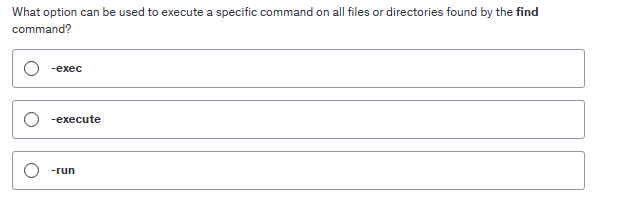 What option can be used to execute a specific command on all files or directories found by the find
command?
-exec
-execute
-run